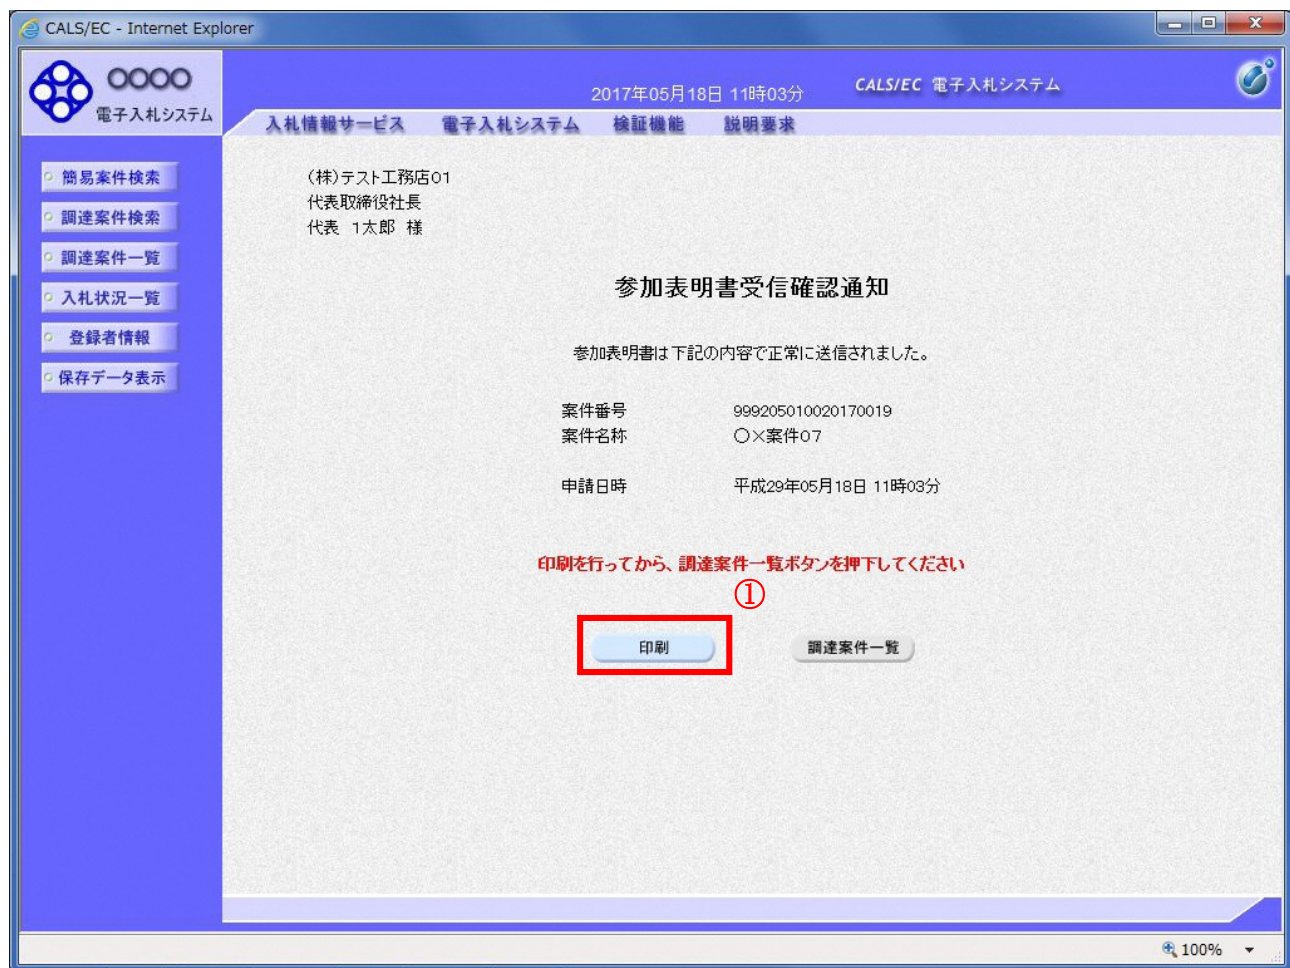 CALS/EC - Internet Explorer
○○○○
電子入札システム
2017年05月18日 11時03分
CALS/EC 電子入札システム
入札情報サービス 電子入札システム 検証機能 説明要求
簡易案件検索
調達案件検索
調達案件一覧
入札状況一覧
登録者情報
保存データ表示
(株)テスト工務店01
代表取締役社長
代表 1太郎 様
参加表明書受信確認通知
参加表明書は下記の内容で正常に送信されました。
案件番号 999205010020170019
案件名称 ○×案件07
申請日時 平成29年05月18日 11時03分
印刷を行ってから、調達案件一覧ボタンを押下してください
①
印刷 調達案件一覧
100%